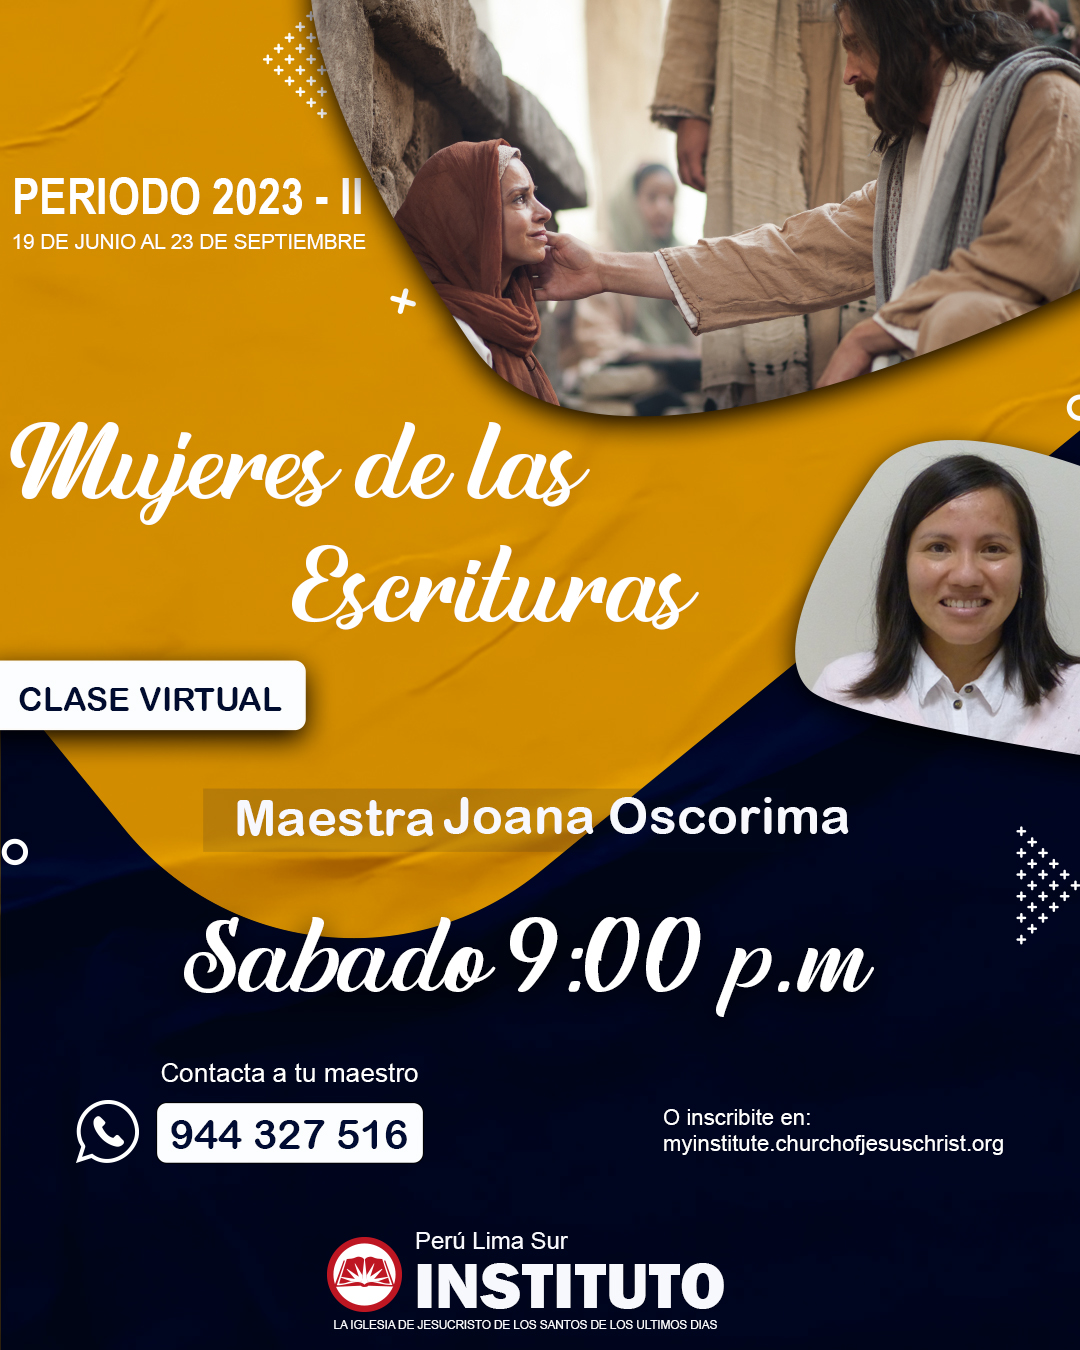 PERIODO 2023 - II
19 DE JUNIO AL 23 DE SEPTIEMBRE
Mujeres de las
Escrituras
CLASE VIRTUAL
Maestra Joana Oscorima
Sabado 9:00 p.m
Contacta a tu maestro
944 327 516
O inscribite en:
myinstitute.churchofjesuschrist.org
Perú Lima Sur
INSTITUTO
LA IGLESIA DE JESUCRISTO DE LOS SANTOS DE LOS ULTIMOS DIAS